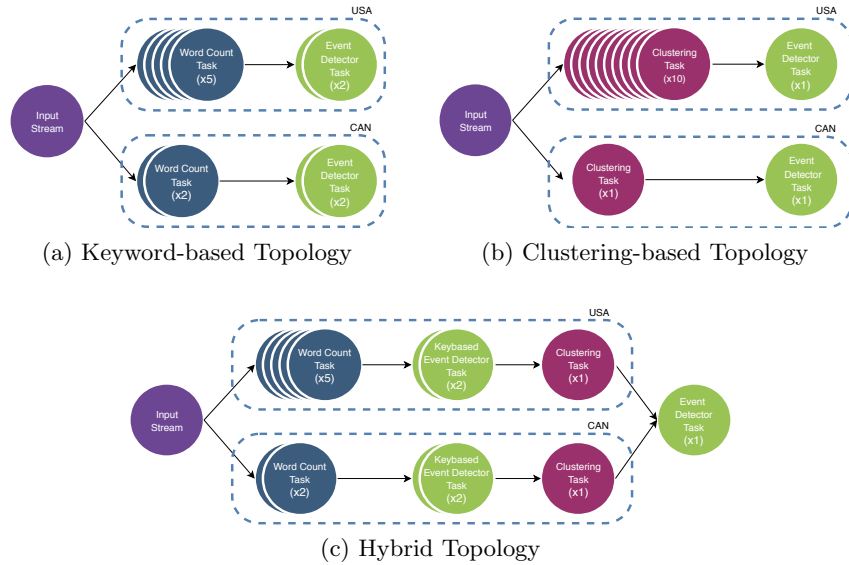 USA
Input
Stream
Word Count
Task
(x5)
Event
Detector
Task
(x2)
CAN
Word Count
Task
(x2)
Event
Detector
Task
(x2)
(a) Keyword-based Topology
USA
Input
Stream
Clustering
Task
(x10)
Event
Detector
Task
(x1)
CAN
Clustering
Task
(x1)
Event
Detector
Task
(x1)
(b) Clustering-based Topology
USA
Input
Stream
Word Count
Task
(x5)
Keybased
Event Detector
Task
(x2)
Clustering
Task
(x1)
Event
Detector
Task
(x1)
CAN
Word Count
Task
(x2)
Keybased
Event Detector
Task
(x2)
Clustering
Task
(x1)
(c) Hybrid Topology